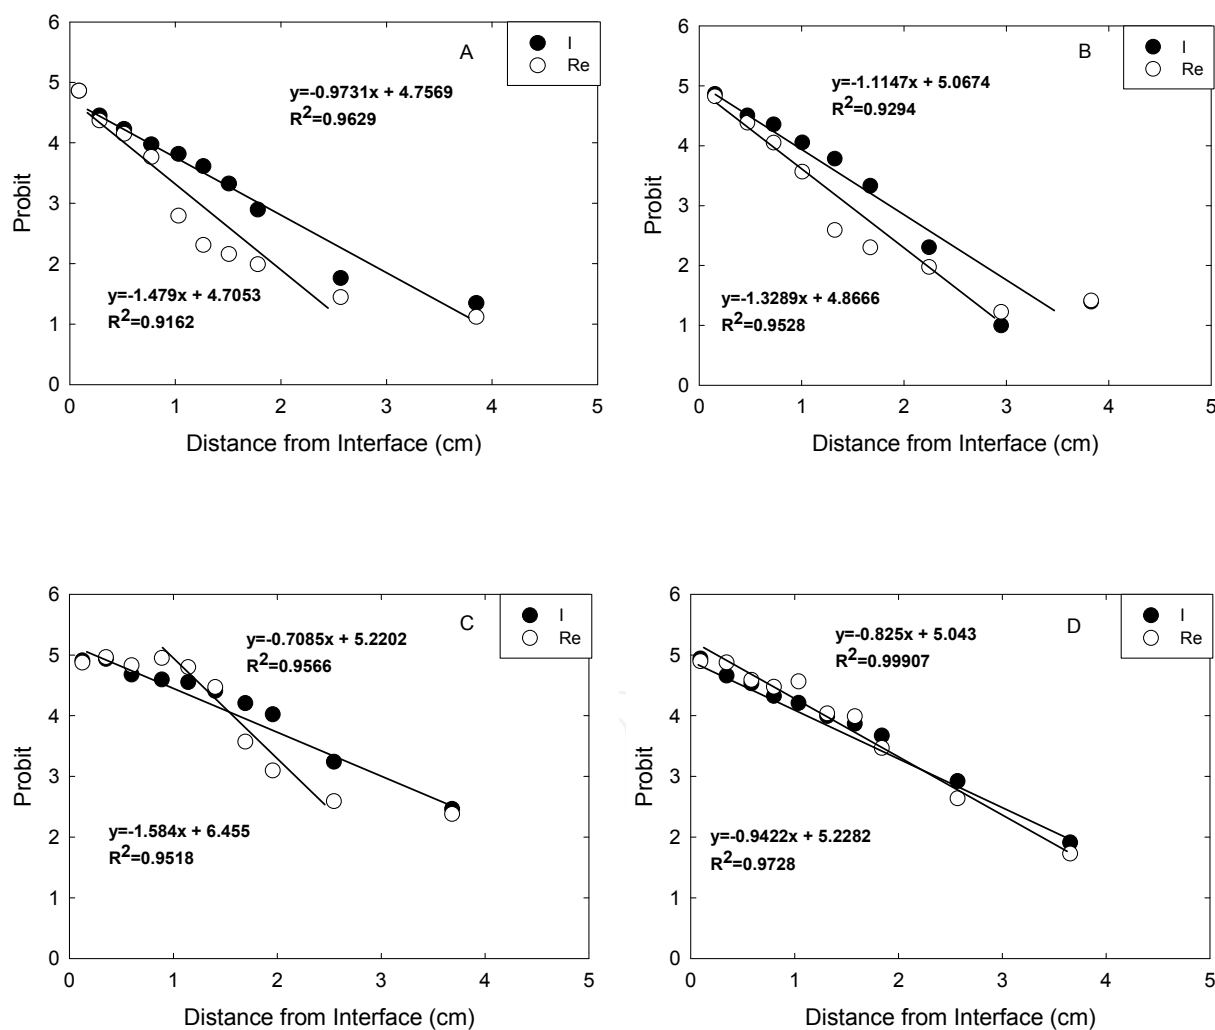 A
I
Re
y=-0.9731x + 4.7569
R²=0.9629
y=-1.479x + 4.7053
R²=0.9162
Probit
6
5
4
3
2
1
0
0 1 2 3 4 5
Distance from Interface (cm)
B
I
Re
y=-1.1147x + 5.0674
R²=0.9294
y=-1.3289x + 4.8666
R²=0.9528
Probit
6
5
4
3
2
1
0
0 1 2 3 4 5
Distance from Interface (cm)
C
I
Re
y=-0.7085x + 5.2202
R²=0.9566
y=-1.584x + 6.455
R²=0.9518
Probit
6
5
4
3
2
1
0
0 1 2 3 4 5
Distance from Interface (cm)
D
I
Re
y=-0.825x + 5.043
R²=0.99907
y=-0.9422x + 5.2282
R²=0.9728
Probit
6
5
4
3
2
1
0
0 1 2 3 4 5
Distance from Interface (cm)